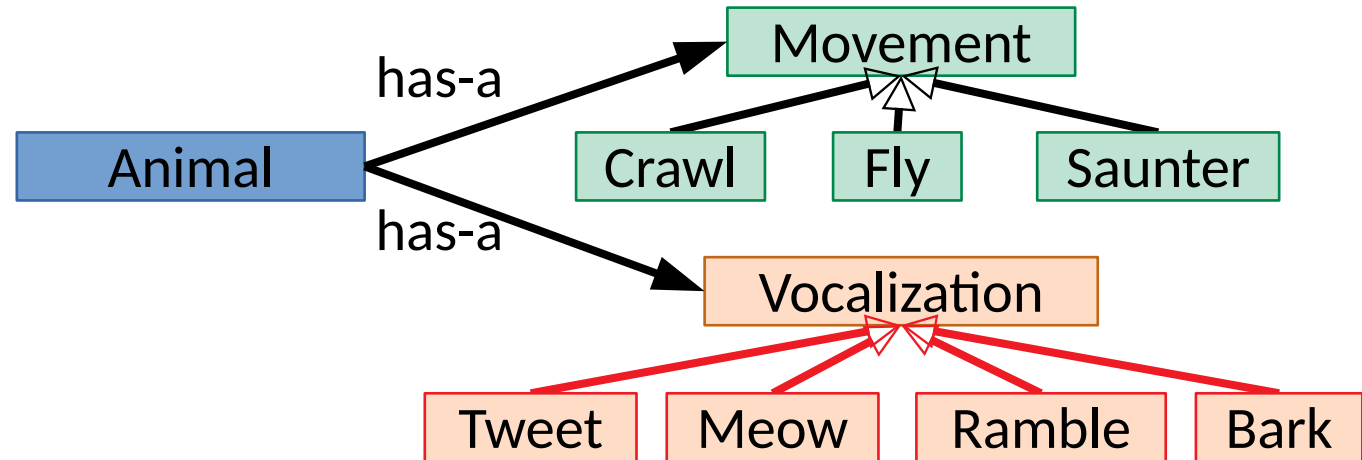 Movement
has-a
Animal
Crawl
Fly
Saunter
has-a
Vocalization
Tweet
Meow
Ramble
Bark